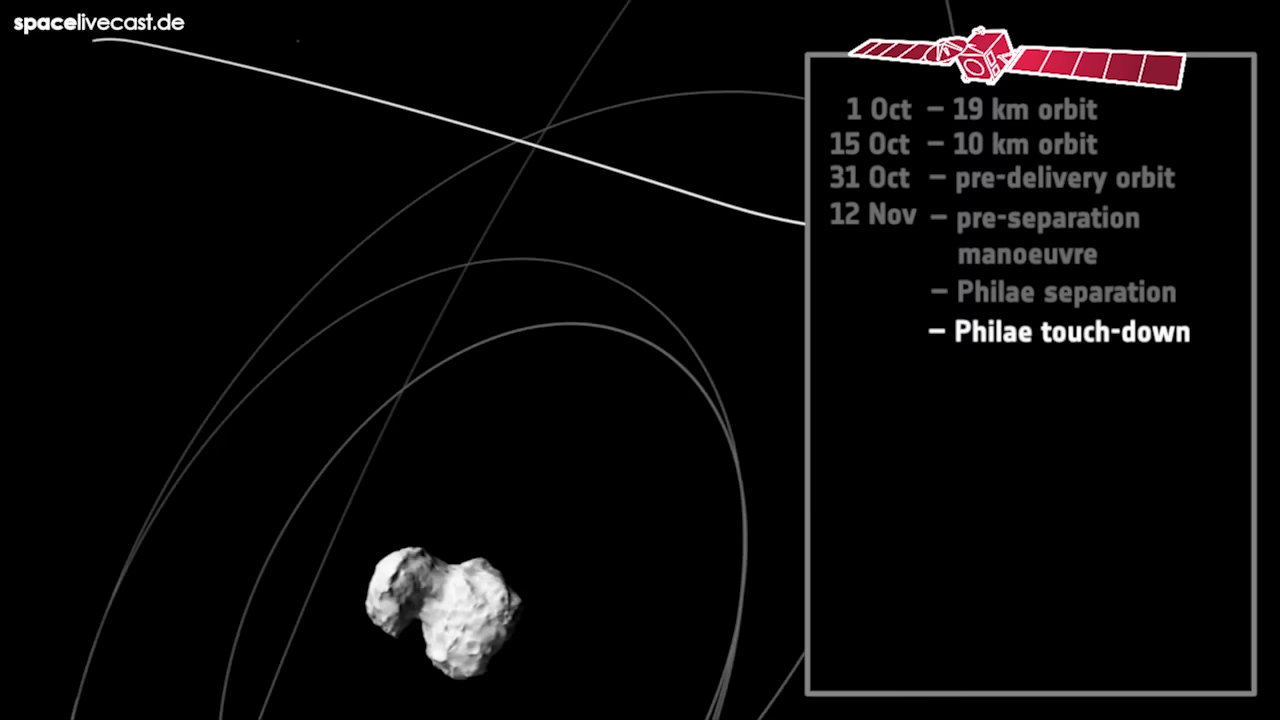 spacelivecast.de
1 Oct – 19 km orbit
15 Oct – 10 km orbit
31 Oct – pre-delivery orbit
12 Nov – pre-separation
manoeuvre
– Philae separation
– Philae touch-down